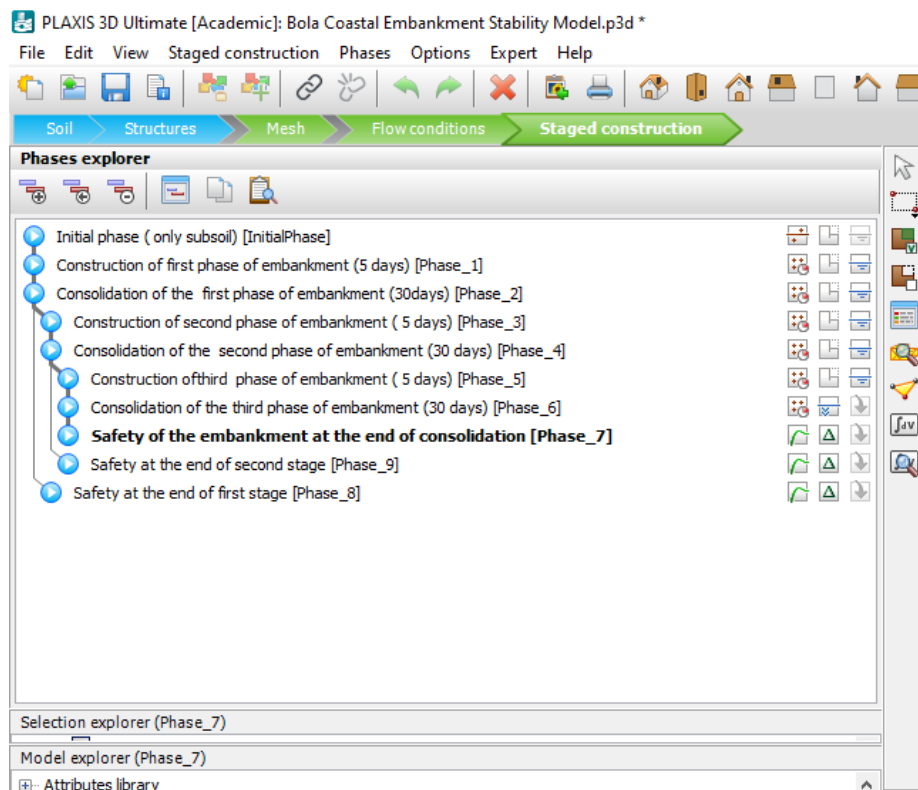 PLAXIS 3D Ultimate [Academic]: Bola Coastal Embankment Stability Model.p3d *
File Edit View Staged construction Phases Options Expert Help
Soil Structures Mesh Flow conditions Staged construction
Phases explorer
Initial phase ( only subsoil) [InitialPhase]
Construction of first phase of embankment (5 days) [Phase_1]
Consolidation of the first phase of embankment (30days) [Phase_2]
Construction of second phase of embankment ( 5 days) [Phase_3]
Consolidation of the second phase of embankment (30 days) [Phase_4]
Construction ofthird phase of embankment ( 5 days) [Phase_5]
Consolidation of the third phase of embankment (30 days) [Phase_6]
Safety of the embankment at the end of consolidation [Phase_7]
Safety at the end of second stage [Phase_9]
Safety at the end of first stage [Phase_8]
∫dV
Selection explorer (Phase_7)
Model explorer (Phase_7)
Attributes library